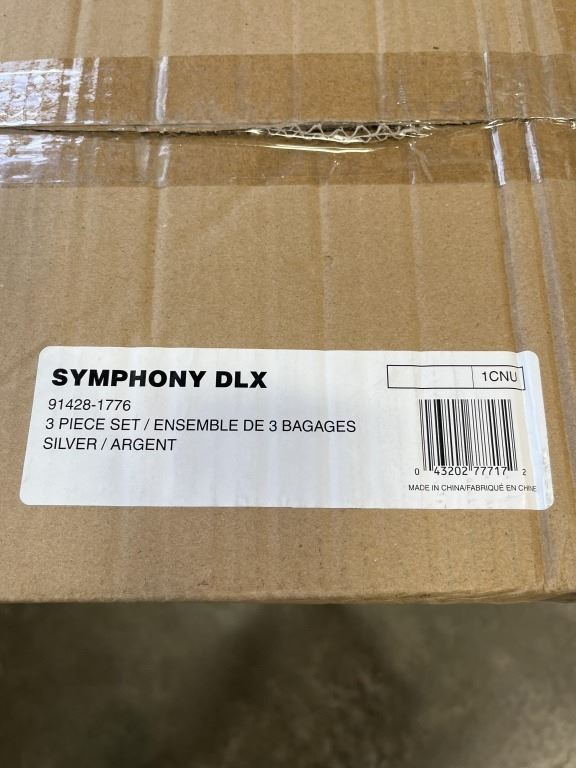 SYMPHONY DLX
1CNU
91428-1776
3 PIECE SET / ENSEMBLE DE 3 BAGAGES
SILVER / ARGENT
0 43202 77717 2
MADE IN CHINA/FABRIQUÉ EN CHINE